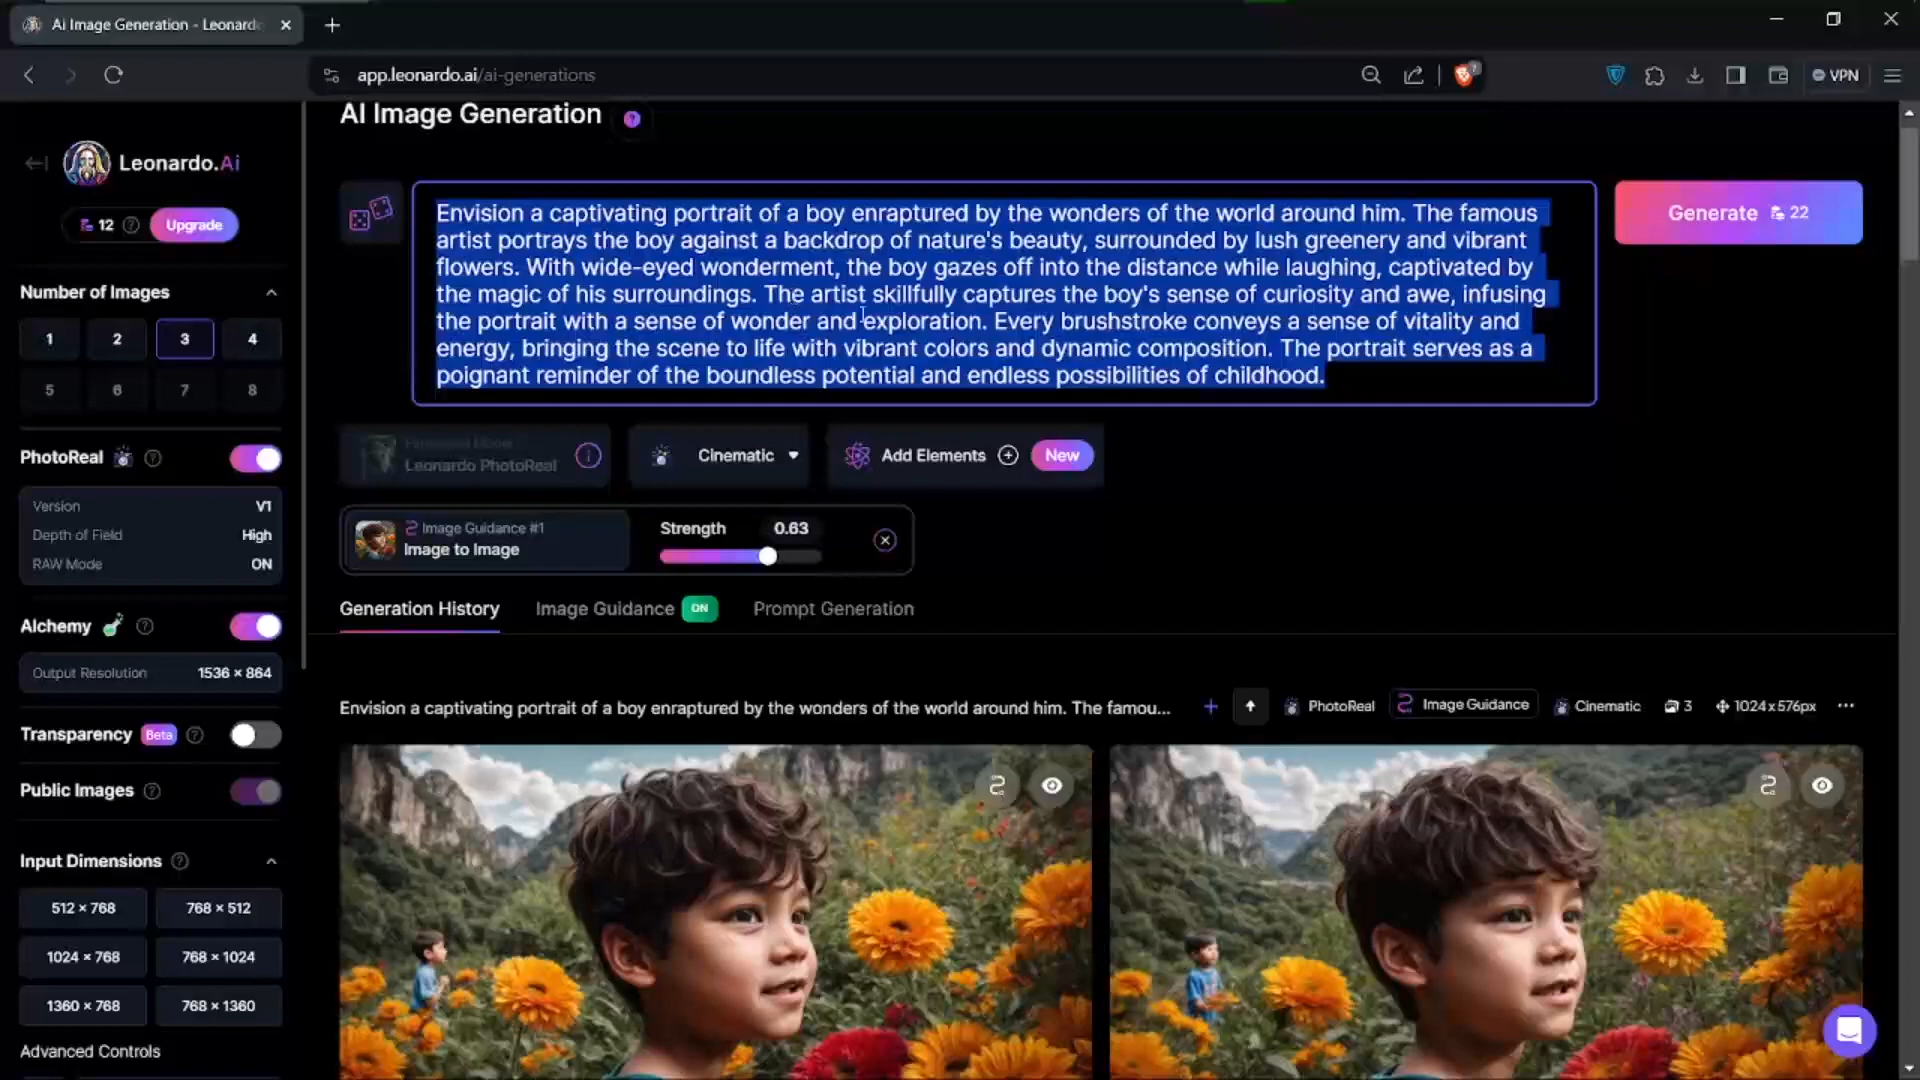 Ai Image Generation - Leonardo
app.leonardo.ai/ai-generations
VPN
AI Image Generation
Leonardo.Ai
12
Upgrade
Envision a captivating portrait of a boy enraptured by the wonders of the world around him. The famous
artist portrays the boy against a backdrop of nature's beauty, surrounded by lush greenery and vibrant
flowers. With wide-eyed wonderment, the boy gazes off into the distance while laughing, captivated by
the magic of his surroundings. The artist skillfully captures the boy's sense of curiosity and awe, infusing
the portrait with a sense of wonder and exploration. Every brushstroke conveys a sense of vitality and
energy, bringing the scene to life with vibrant colors and dynamic composition. The portrait serves as a
poignant reminder of the boundless potential and endless possibilities of childhood.
Generate 22
Number of Images
1 2 3 4
5 6 7 8
PhotoReal
Version V1
Depth of Field High
RAW Mode ON
Alchemy
Output Resolution 1536 × 864
Transparency Beta
Public Images
Input Dimensions
512 × 768 768 × 512
1024 × 768 768 × 1024
1360 × 768 768 × 1360
Advanced Controls
Leonardo PhotoReal
Cinematic
Add Elements New
Image Guidance #1
Image to Image
Strength 0.63
Generation History Image Guidance ON Prompt Generation
Envision a captivating portrait of a boy enraptured by the wonders of the world around him. The famou...
PhotoReal Image Guidance Cinematic 3 1024x576px